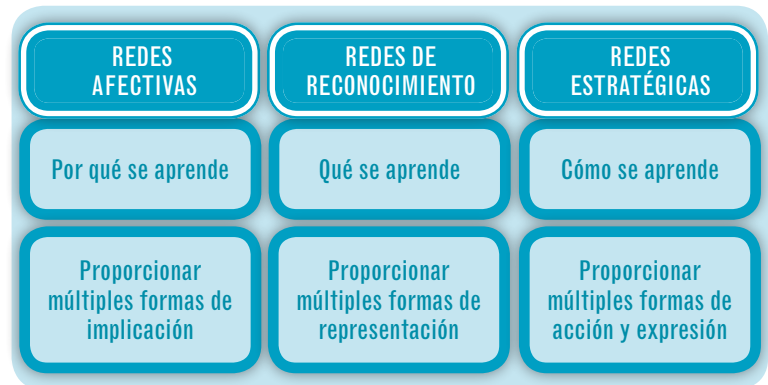 REDES
AFECTIVAS
REDES DE
RECONOCIMIENTO
REDES
ESTRATÉGICAS
Por qué se aprende
Qué se aprende
Cómo se aprende
Proporcionar
múltiples formas de
implicación
Proporcionar
múltiples formas de
representación
Proporcionar
múltiples formas de
acción y expresión